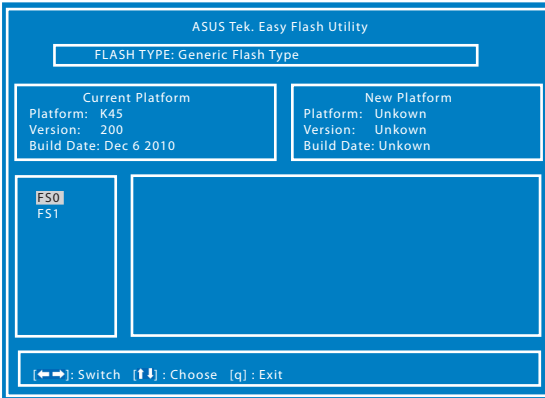 ASUS Tek. Easy Flash Utility
FLASH TYPE: Generic Flash Type
Current Platform
Platform: K45
Version: 200
Build Date: Dec 6 2010
New Platform
Platform: Unkown
Version: Unkown
Build Date: Unkown
FS0
FS1
[←→]: Switch [↑↓] : Choose [q] : Exit